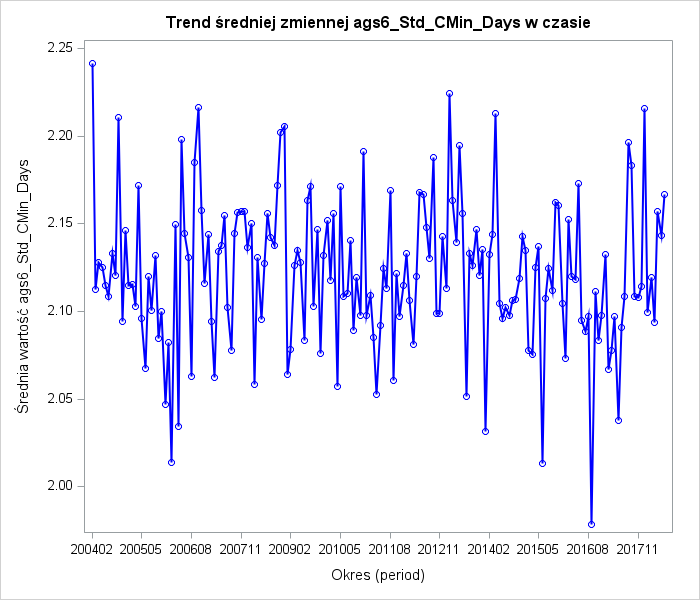 Trend średniej zmiennej ags6_Std_CMin_Days w czasie
Średnia wartość ags6_Std_CMin_Days
2.25
2.20
2.15
2.10
2.05
2.00
200402 200505 200608 200711 200902 201005 201108 201211 201402 201505 201608 201711
Okres (period)